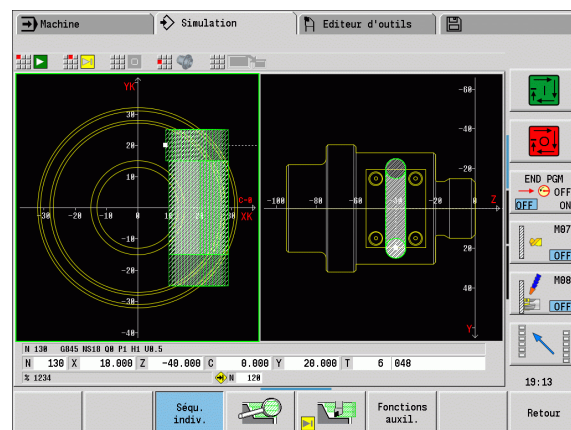 Machine Simulation Editeur d'outils
YK
30
20
10
0
-10
-20
-30
-40
-30 -20 -10 0 10 20 30
C-0
XK
-60
-40
-20
20
40
-100 -80 -60 -40 -20 0
Z
Y
END PGM
OFF
OFF ON
M07
OFF
M08
OFF
N 130 G845 NS18 Q0 P1 H1 U0.5
N 130 X 18.000 Z -40.000 C 0.000 Y 20.000 T 6 048
% 1234 N 120
19:13
Séqu. indiv.
Fonctions auxil.
Retour